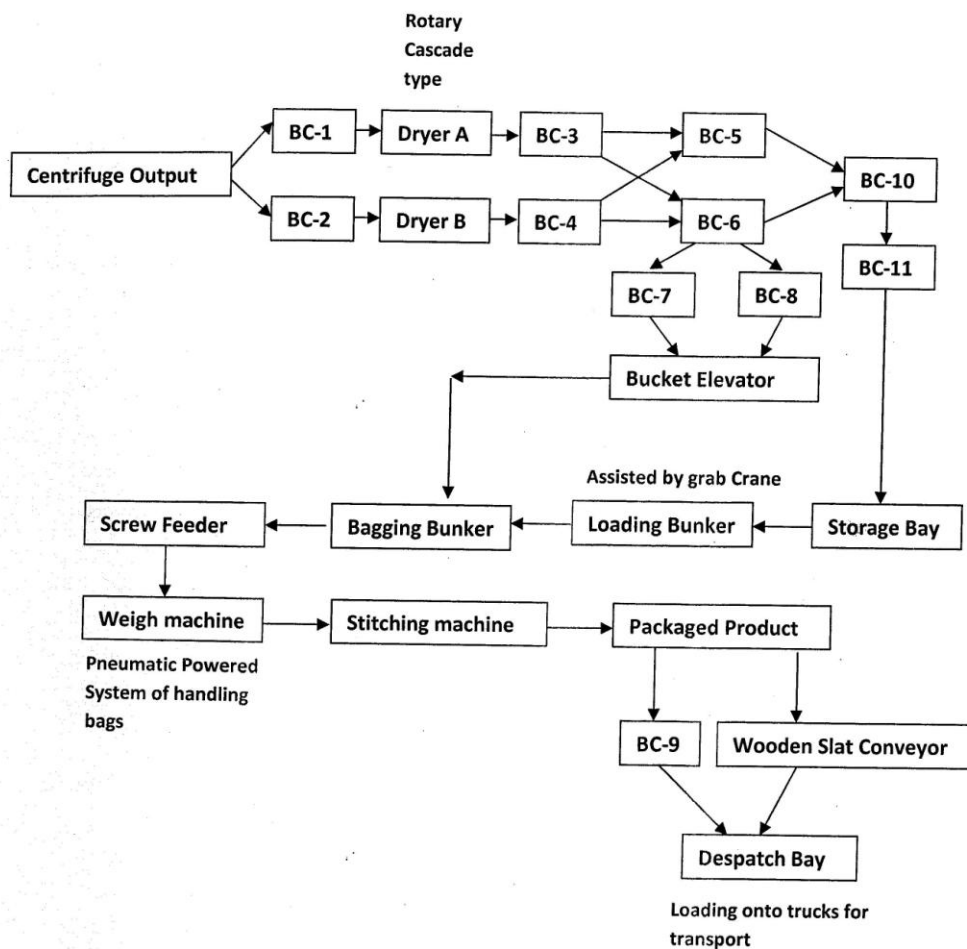 Rotary
Cascade
type
BC-1
Dryer A
BC-3
BC-5
Centrifuge Output
BC-10
BC-2
Dryer B
BC-4
BC-6
BC-11
BC-7
BC-8
Bucket Elevator
Assisted by grab Crane
Screw Feeder
Bagging Bunker
Loading Bunker
Storage Bay
Weigh machine
Stitching machine
Packaged Product
Pneumatic Powered
System of handling
bags
BC-9
Wooden Slat Conveyor
Despatch Bay
Loading onto trucks for
transport